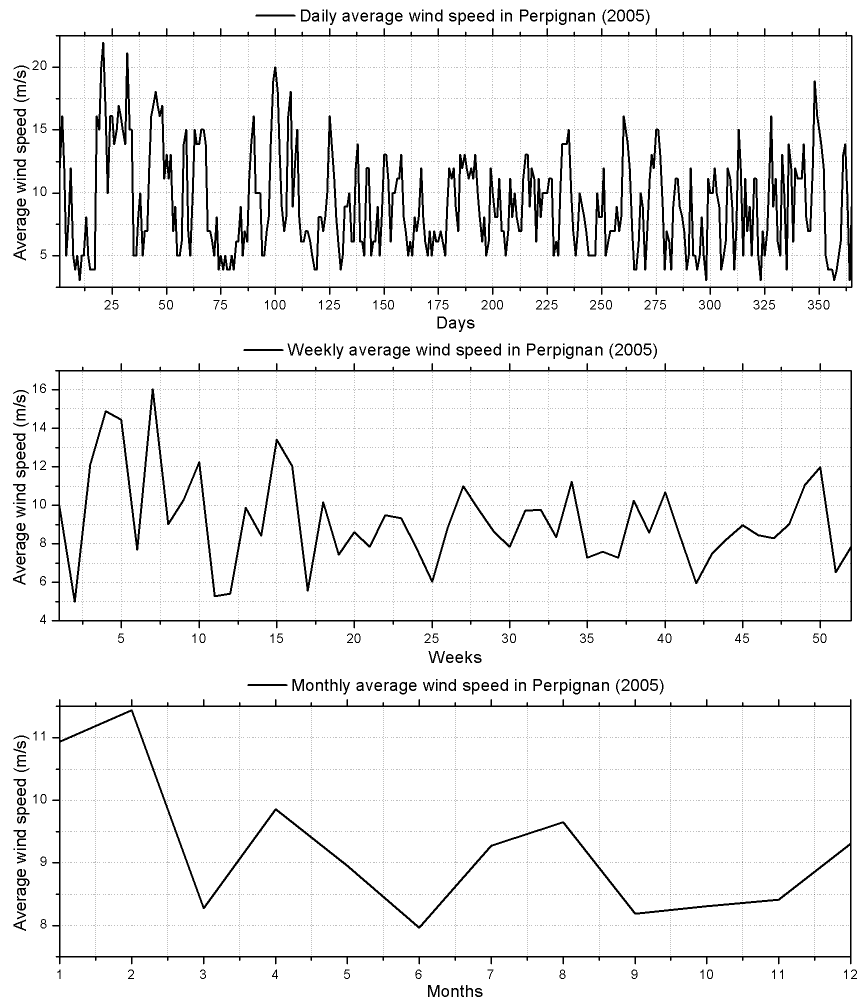 Daily average wind speed in Perpignan (2005)
Average wind speed (m/s)
20
15
10
5
25 50 75 100 125 150 175 200 225 250 275 300 325 350
Days
Weekly average wind speed in Perpignan (2005)
Average wind speed (m/s)
16
14
12
10
8
6
4
5 10 15 20 25 30 35 40 45 50
Weeks
Monthly average wind speed in Perpignan (2005)
Average wind speed (m/s)
11
10
9
8
1 2 3 4 5 6 7 8 9 10 11 12
Months